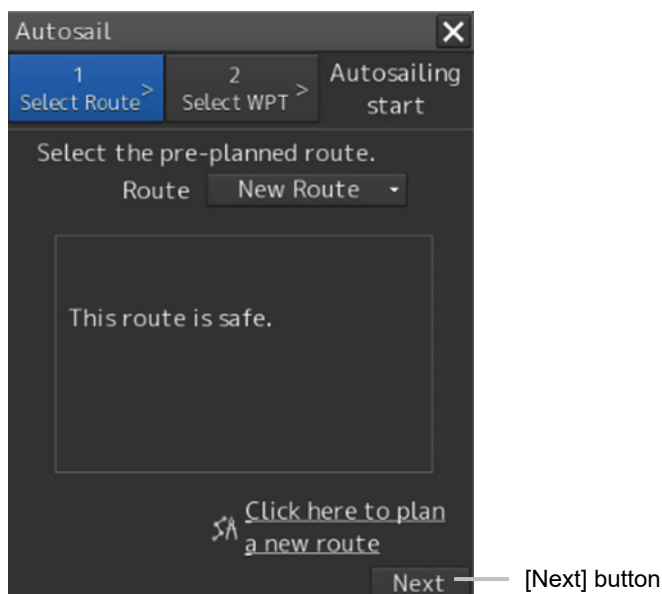 Autosail
1
Select Route >
2
Select WPT >
Autosailing
start
Select the pre-planned route.
Route New Route
This route is safe.
Click here to plan
a new route
Next
[Next] button